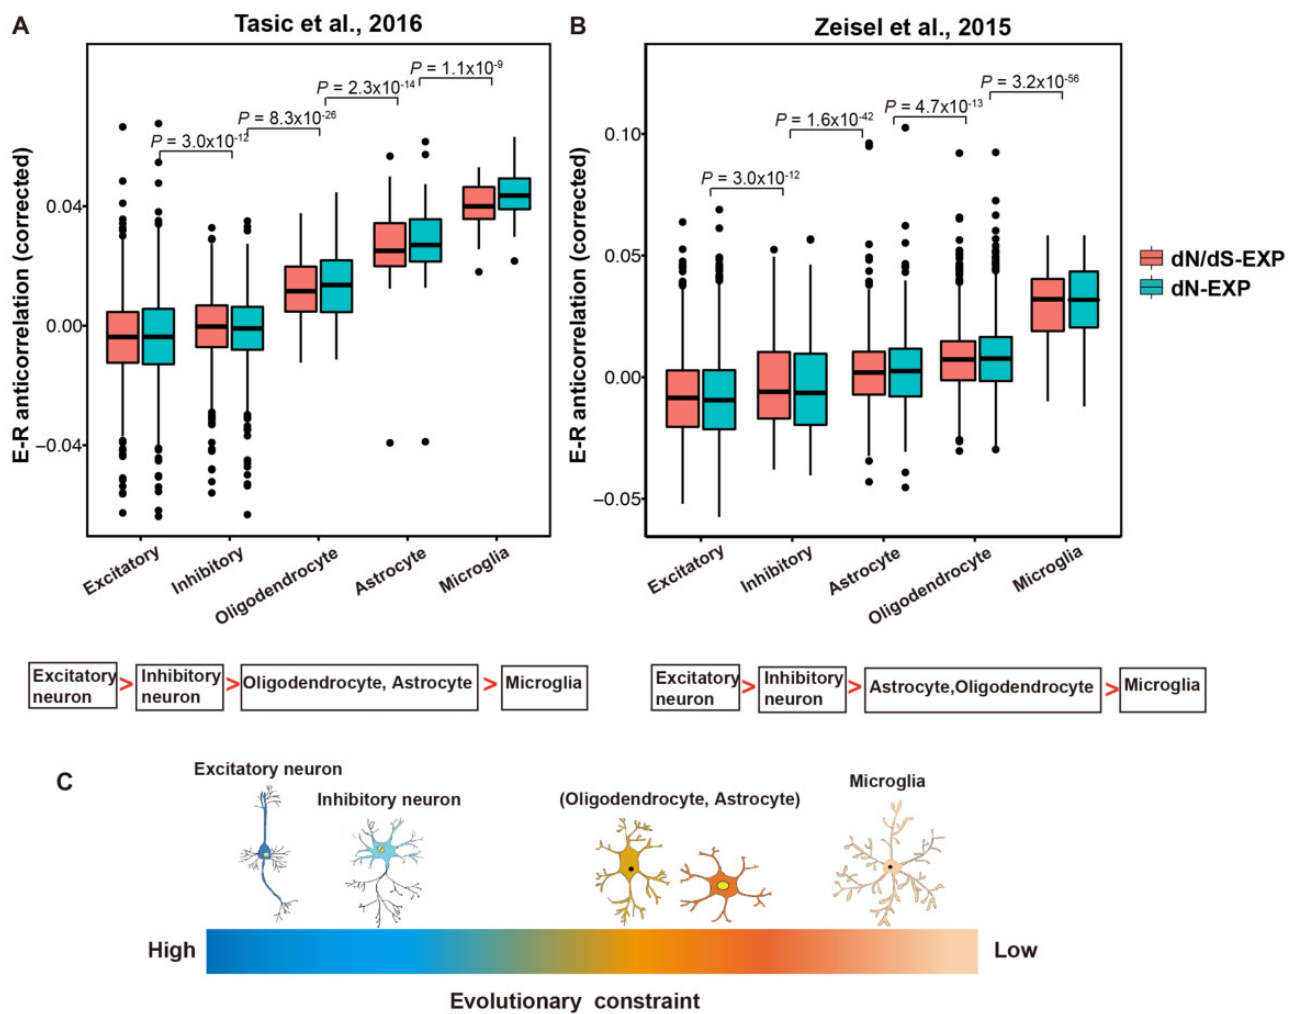 A
Tasic et al., 2016
E-R anticorrelation (corrected)
0.04
0.00
−0.04
P = 3.0x10-12
P = 8.3x10-26
P = 2.3x10-14
P = 1.1x10-9
Excitatory
Inhibitory
Oligodendrocyte
Astrocyte
Microglia
B
Zeisel et al., 2015
E-R anticorrelation (corrected)
0.10
0.05
0.00
−0.05
P = 3.0x10-12
P = 1.6x10-42
P = 4.7x10-13
P = 3.2x10-56
Excitatory
Inhibitory
Astrocyte
Oligodendrocyte
Microglia
dN/dS-EXP
dN-EXP
Excitatory
neuron
>
Inhibitory
neuron
>
Oligodendrocyte, Astrocyte
>
Microglia
Excitatory
neuron
>
Inhibitory
neuron
>
Astrocyte,Oligodendrocyte
>
Microglia
C
Excitatory neuron
Inhibitory neuron
(Oligodendrocyte, Astrocyte)
Microglia
High
Low
Evolutionary constraint